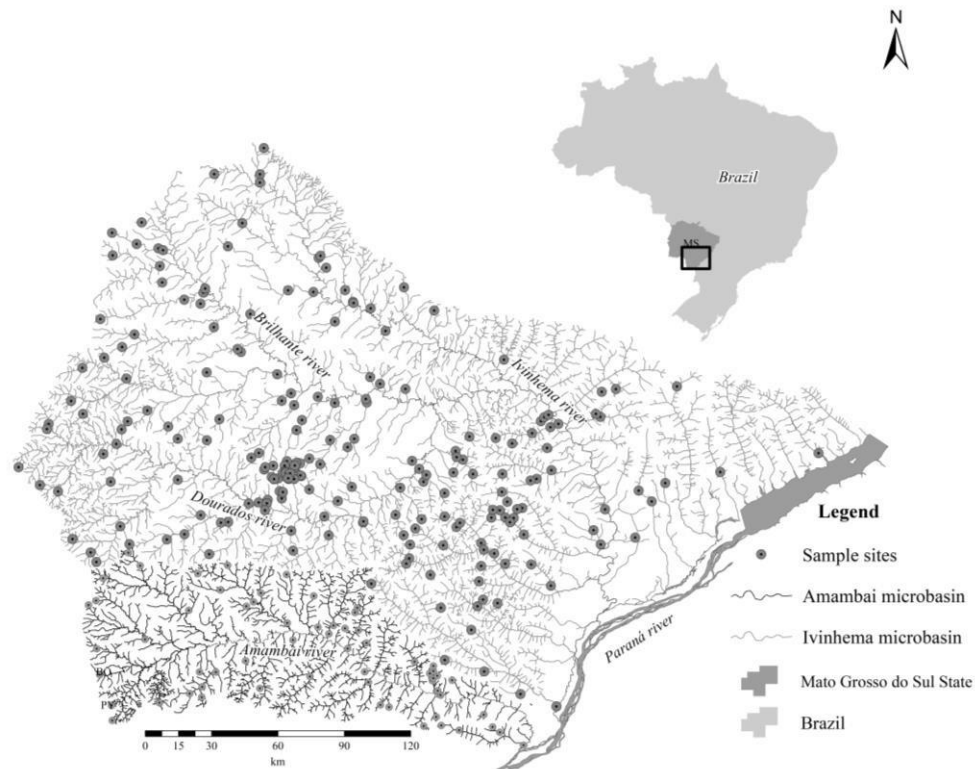 N
Brazil
MS
Brilhante river
Ivinhema river
Dourados river
Legend
Sample sites
Amambai microbasin
Paraná river
Ivinhema microbasin
Amambai river
Mato Grosso do Sul State
Brazil
0 15 30 60 90 120
km